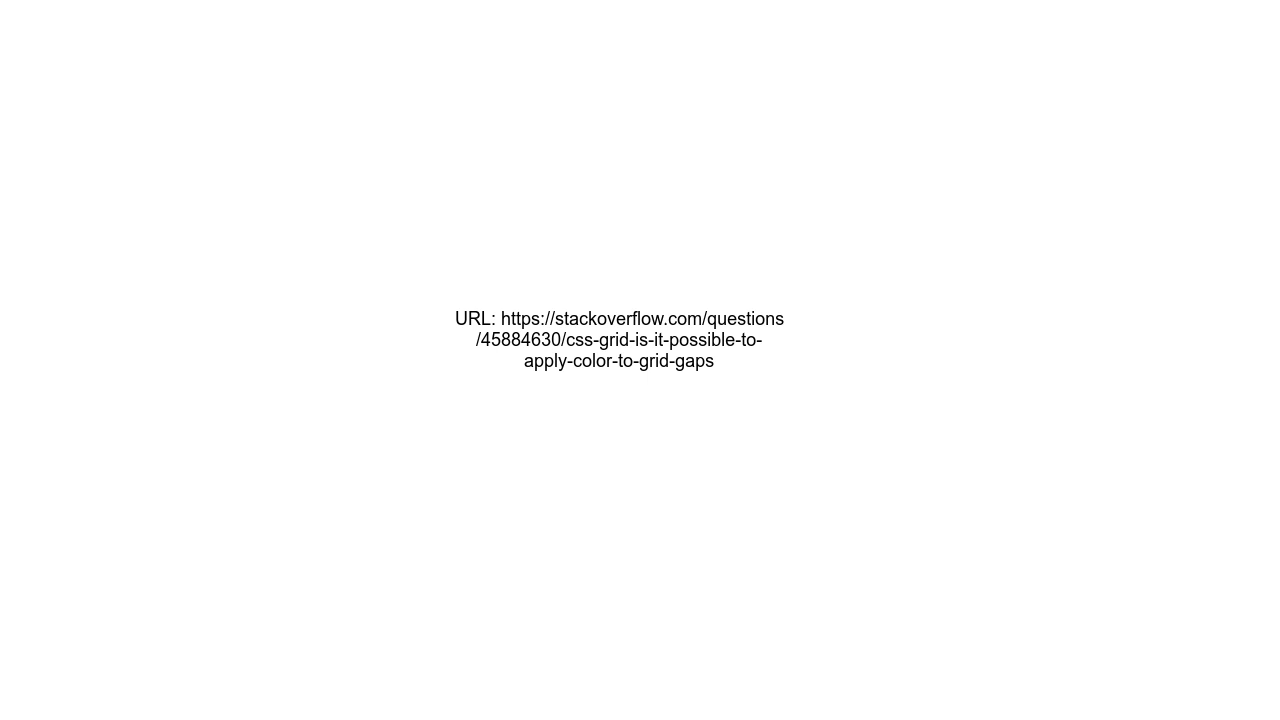 URL: https://stackoverflow.com/questions
/45884630/css-grid-is-it-possible-to-
apply-color-to-grid-gaps